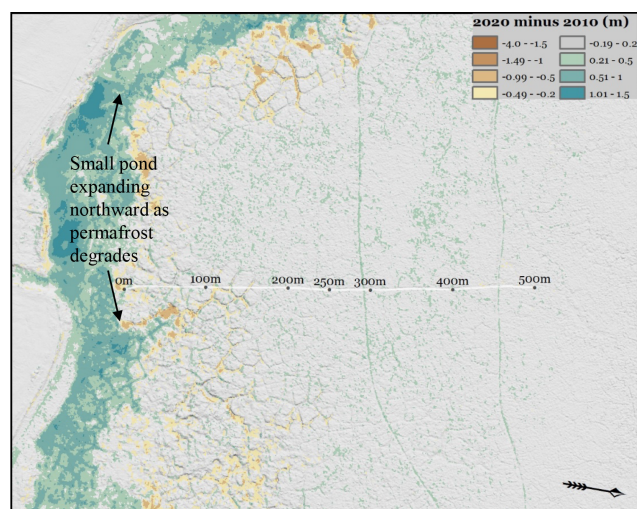 2020 minus 2010 (m)
-4.0 - -1.5
-1.49 - -1
-0.99 - -0.5
-0.49 - -0.2
-0.19 - 0.2
0.21 - 0.5
0.51 - 1
1.01 - 1.5
Small pond
expanding
northward as
permafrost
degrades
0m
100m
200m
250m
300m
400m
500m